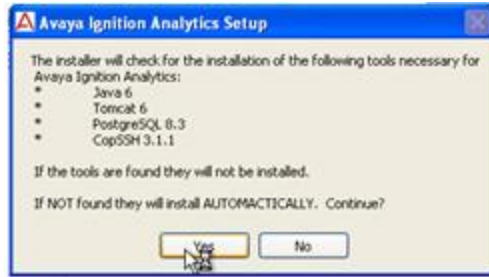 Avaya Ignition Analytics Setup
The installer will check for the installation of the following tools necessary for
Avaya Ignition Analytics:
* Java 6
* Tomcat 6
* PostgreSQL 8.3
* CopSSH 3.1.1
If the tools are found they will not be installed.
If NOT found they will install AUTOMACTICALLY. Continue?
Yes No